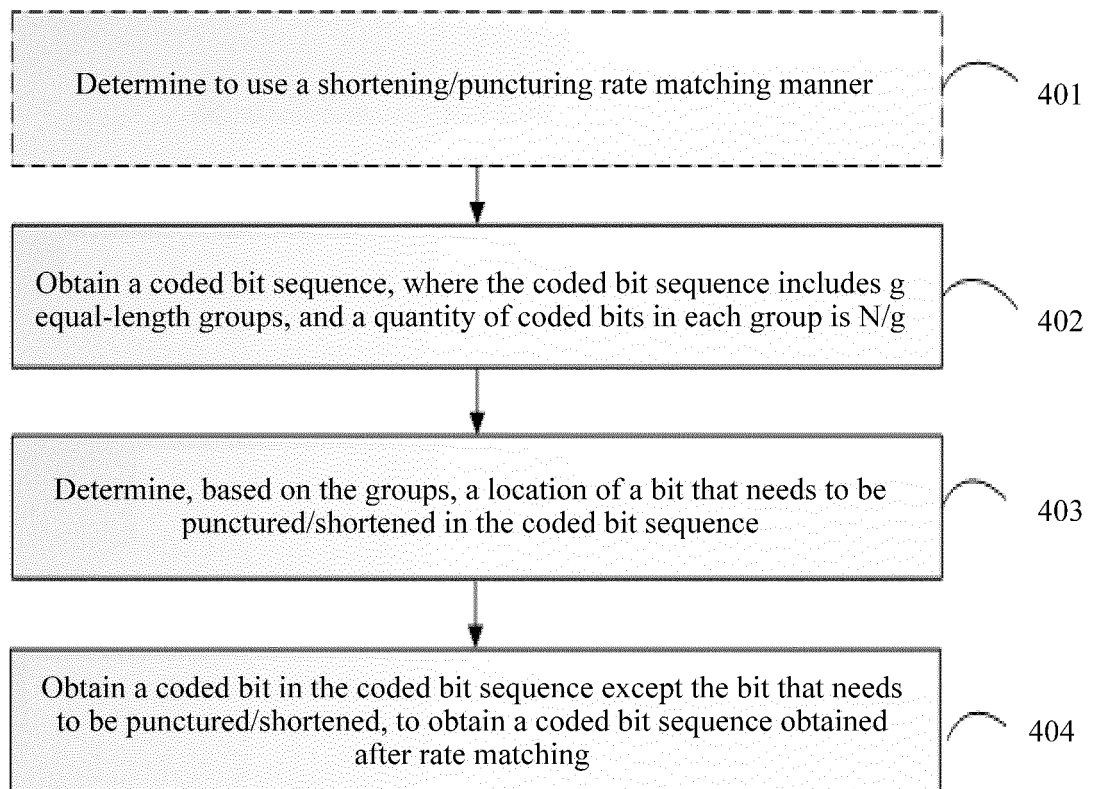 Determine to use a shortening/puncturing rate matching manner
401
Obtain a coded bit sequence, where the coded bit sequence includes g
equal-length groups, and a quantity of coded bits in each group is N/g
402
Determine, based on the groups, a location of a bit that needs to be
punctured/shortened in the coded bit sequence
403
Obtain a coded bit in the coded bit sequence except the bit that needs
to be punctured/shortened, to obtain a coded bit sequence obtained
after rate matching
404